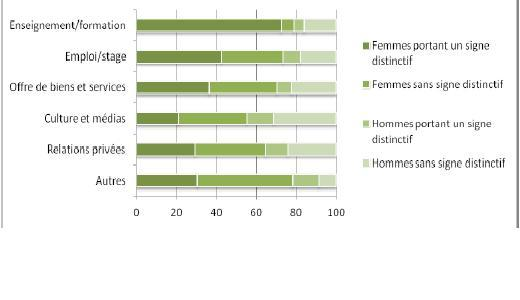 Enseignement/formation
Emploi/stage
Offre de biens et services
Culture et médias
Relations privées
Autres
0 20 40 60 80 100
Femmes portant un signe
distinctif
Femmes sans signe distinctif
Hommes portant un signe
distinctif
Hommes sans signe distinctif